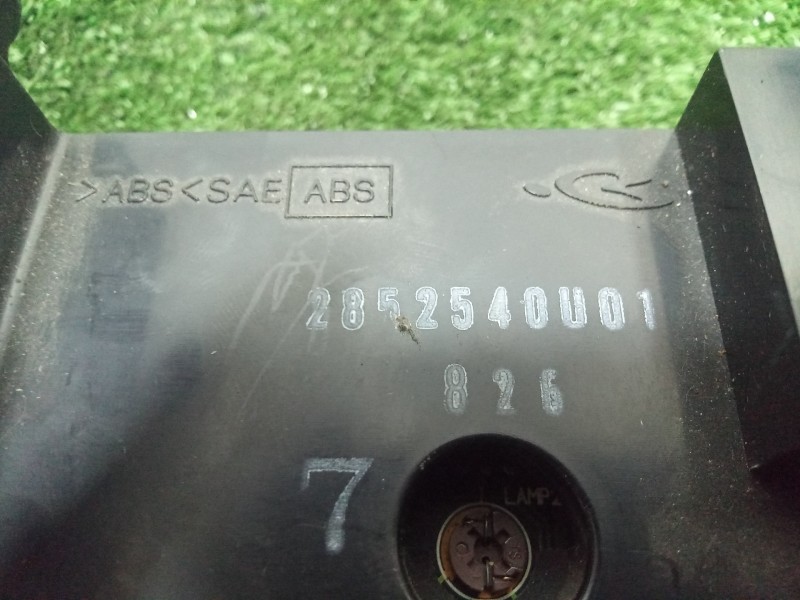 >ABS< SAE ABS
2852540U01
826
7
LAMP